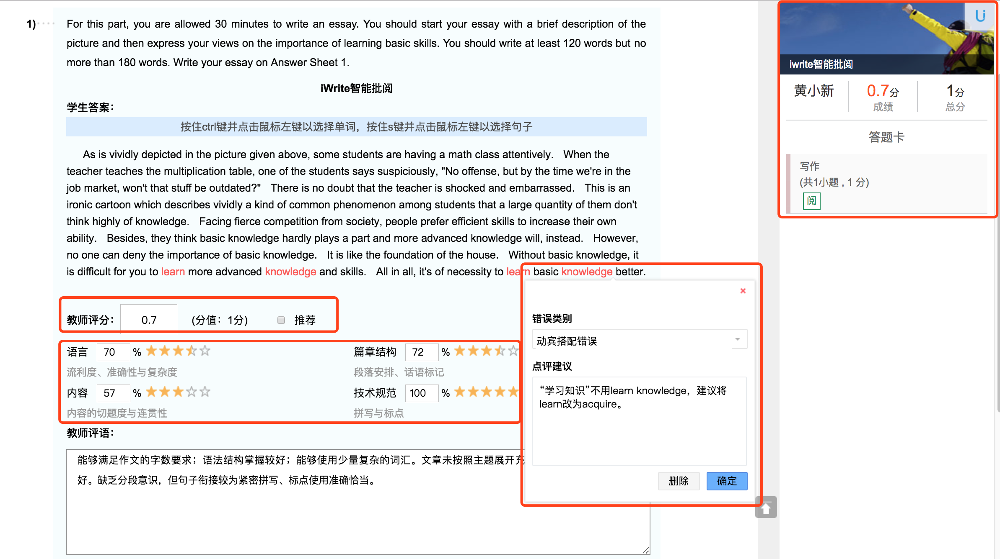 1)
For this part, you are allowed 30 minutes to write an essay. You should start your essay with a brief description of the
picture and then express your views on the importance of learning basic skills. You should write at least 120 words but no
more than 180 words. Write your essay on Answer Sheet 1.
iWrite智能批阅
学生答案：
按住ctrl键并点击鼠标左键以选择单词，按住s键并点击鼠标左键以选择句子
As is vividly depicted in the picture given above, some students are having a math class attentively. When the
teacher teaches the multiplication table, one of the students says suspiciously, "No offense, but by the time we're in the
job market, won't that stuff be outdated?" There is no doubt that the teacher is shocked and embarrassed. This is an
ironic cartoon which describes vividly a kind of common phenomenon among students that a large quantity of them don't
think highly of knowledge. Facing fierce competition from society, people prefer efficient skills to increase their own
ability. Besides, they think basic knowledge hardly plays a part and more advanced knowledge will, instead. However,
no one can deny the importance of basic knowledge. It is like the foundation of the house. Without basic knowledge, it
is difficult for you to learn more advanced knowledge and skills. All in all, it's of necessity to learn basic knowledge better.
教师评分： 0.7 (分值：1分) 推荐
语言 70 % 篇章结构 72 %
流利度、准确性与复杂度 段落安排、话语标记
内容 57 % 技术规范 100 %
内容的切题度与连贯性 拼写与标点
教师评语：
能够满足作文的字数要求；语法结构掌握较好；能够使用少量复杂的词汇。文章未按照主题展开充
好。缺乏分段意识，但句子衔接较为紧密拼写、标点使用准确恰当。
错误类别
动宾搭配错误
点评建议
“学习知识”不用learn knowledge，建议将
learn改为acquire。
删除 确定
U
iwrite智能批阅
黄小新 0.7分 1分
成绩 总分
答题卡
写作
(共1小题 , 1 分)
阅